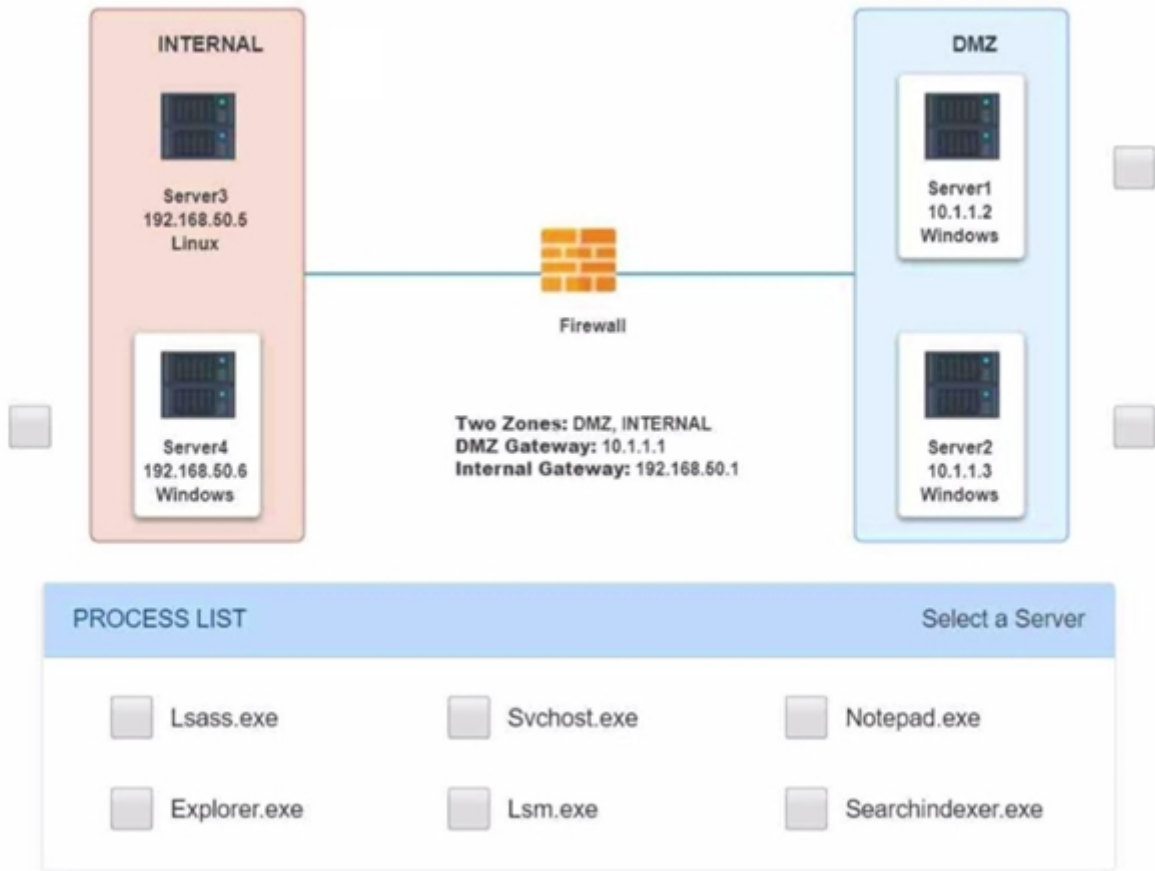 INTERNAL
Server3
192.168.50.5
Linux
Server4
192.168.50.6
Windows
Firewall
Two Zones: DMZ, INTERNAL
DMZ Gateway: 10.1.1.1
Internal Gateway: 192.168.50.1
DMZ
Server1
10.1.1.2
Windows
Server2
10.1.1.3
Windows
PROCESS LIST
Select a Server
Lsass.exe
Svchost.exe
Notepad.exe
Explorer.exe
Lsm.exe
Searchindexer.exe